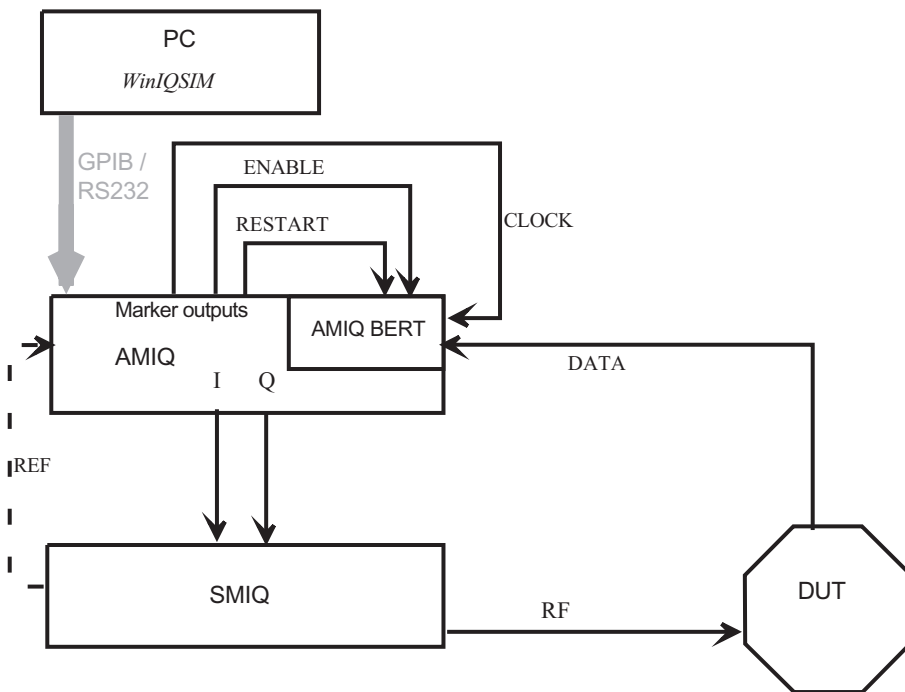 PC
WinIQSIM
GPIB /
RS232
ENABLE
RESTART
CLOCK
Marker outputs
AMIQ BERT
AMIQ
DATA
I Q
REF
SMIQ
DUT
RF